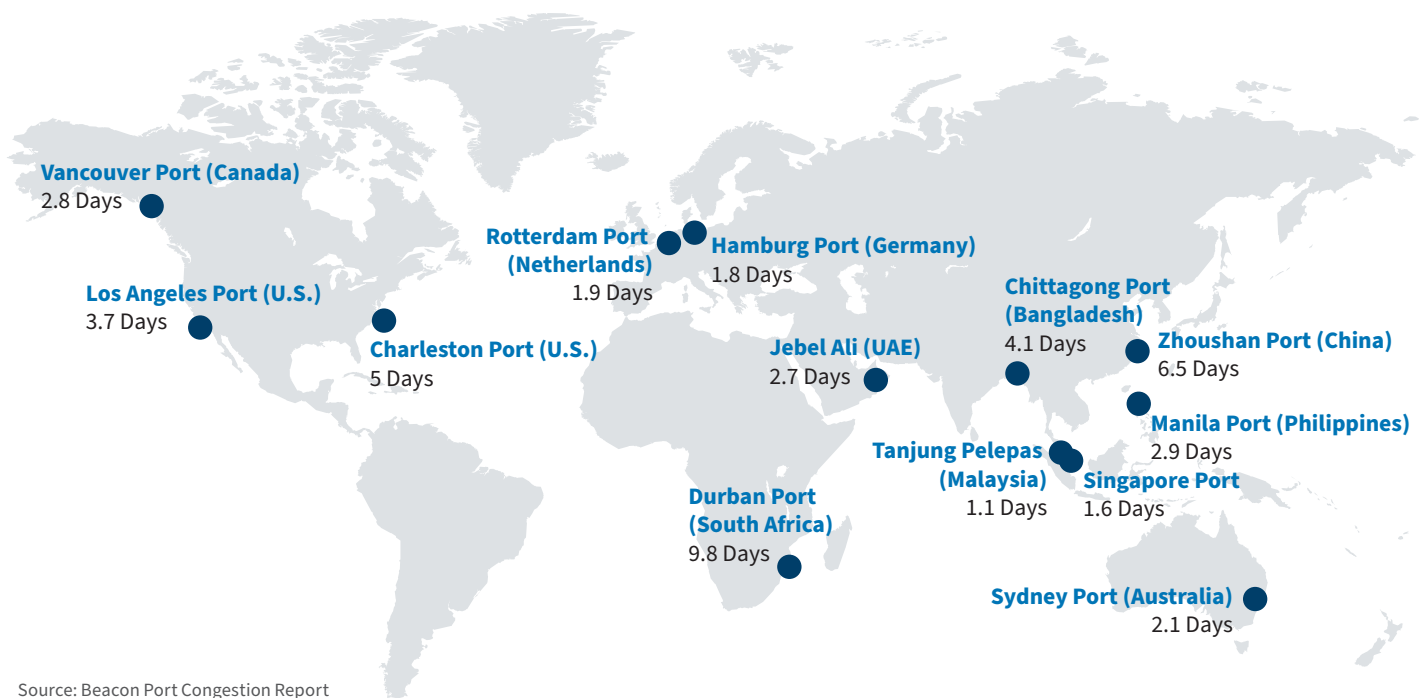 Vancouver Port (Canada)
2.8 Days
Los Angeles Port (U.S.)
3.7 Days
Charleston Port (U.S.)
5 Days
Rotterdam Port
(Netherlands)
1.9 Days
Hamburg Port (Germany)
1.8 Days
Jebel Ali (UAE)
2.7 Days
Durban Port
(South Africa)
9.8 Days
Chittagong Port
(Bangladesh)
4.1 Days
Zhoushan Port (China)
6.5 Days
Manila Port (Philippines)
2.9 Days
Tanjung Pelepas
(Malaysia)
1.1 Days
Singapore Port
1.6 Days
Sydney Port (Australia)
2.1 Days
Source: Beacon Port Congestion Report